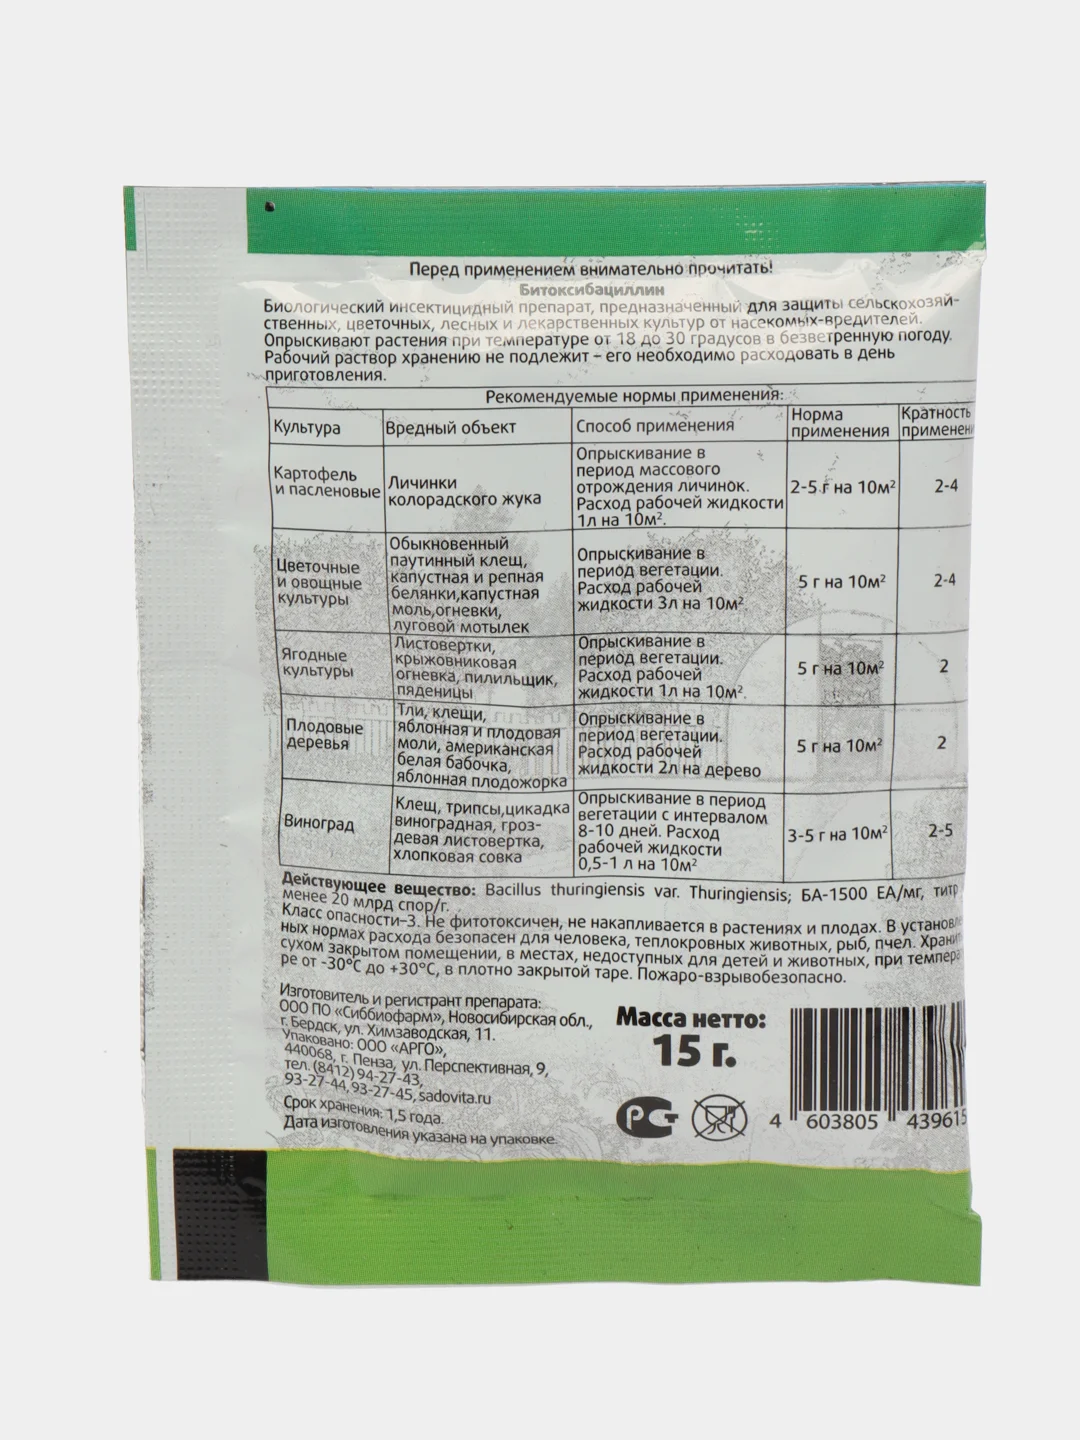 Перед применением внимательно прочитать!
Битоксибациллин
Биологический инсектицидный препарат, предназначенный для защиты сельскохозяй-
ственных, цветочных, лесных и лекарственных культур от насекомых-вредителей.
Опрыскивают растения при температуре от 18 до 30 градусов в безветренную погоду.
Рабочий раствор хранению не подлежит – его необходимо расходовать в день
приготовления.
Рекомендуемые нормы применения:
Культура
Вредный объект
Способ применения
Норма
применения
Кратность
применени
Картофель
и пасленовые
Личинки
колорадского жука
Опрыскивание в
период массового
отрождения личинок.
Расход рабочей жидкости
1л на 10м².
2-5 г на 10м²
2-4
Цветочные
и овощные
культуры
Обыкновенный
паутинный клещ,
капустная и репная
белянки,капустная
моль,огневки,
луговой мотылек
Опрыскивание в
период вегетации.
Расход рабочей
жидкости 3л на 10м².
5 г на 10м²
2-4
Ягодные
культуры
Листовертки,
крыжовниковая
огневка, пилильщик,
пяденицы
Опрыскивание в
период вегетации.
Расход рабочей
жидкости 1л на 10м².
5 г на 10м²
2
Плодовые
деревья
Тли, клещи,
яблонная и плодовая
моли, американская
белая бабочка,
яблонная плодожорка
Опрыскивание в
период вегетации.
Расход рабочей
жидкости 2л на дерево
5 г на 10м²
2
Виноград
Клещ, трипсы,цикадка
виноградная, гроз-
девая листовертка,
хлопковая совка
Опрыскивание в период
вегетации с интервалом
8-10 дней. Расход
рабочей жидкости
0,5-1 л на 10м²
3-5 г на 10м²
2-5
Действующее вещество: Bacillus thuringiensis var. Thuringiensis; БА-1500 ЕА/мг, титр
менее 20 млрд спор/г.
Класс опасности–3. Не фитотоксичен, не накапливается в растениях и плодах. В установл
ных нормах расхода безопасен для человека, теплокровных животных, рыб, пчел. Хранит
сухом закрытом помещении, в местах, недоступных для детей и животных, при темпера
ре от -30°С до +30°С, в плотно закрытой таре. Пожаро-взрывобезопасно.
Изготовитель и регистрант препарата:
ООО ПО «Сиббиофарм», Новосибирская обл.,
г. Бердск, ул. Химзаводская, 11.
Упаковано: ООО «АРГО»,
440068, г. Пенза, ул. Перспективная, 9,
тел. (8412) 94-27-43,
93-27-44, 93-27-45, sadovita.ru
Срок хранения: 1,5 года.
Дата изготовления указана на упаковке.
Масса нетто:
15 г.
РСТ
4 603805 439615